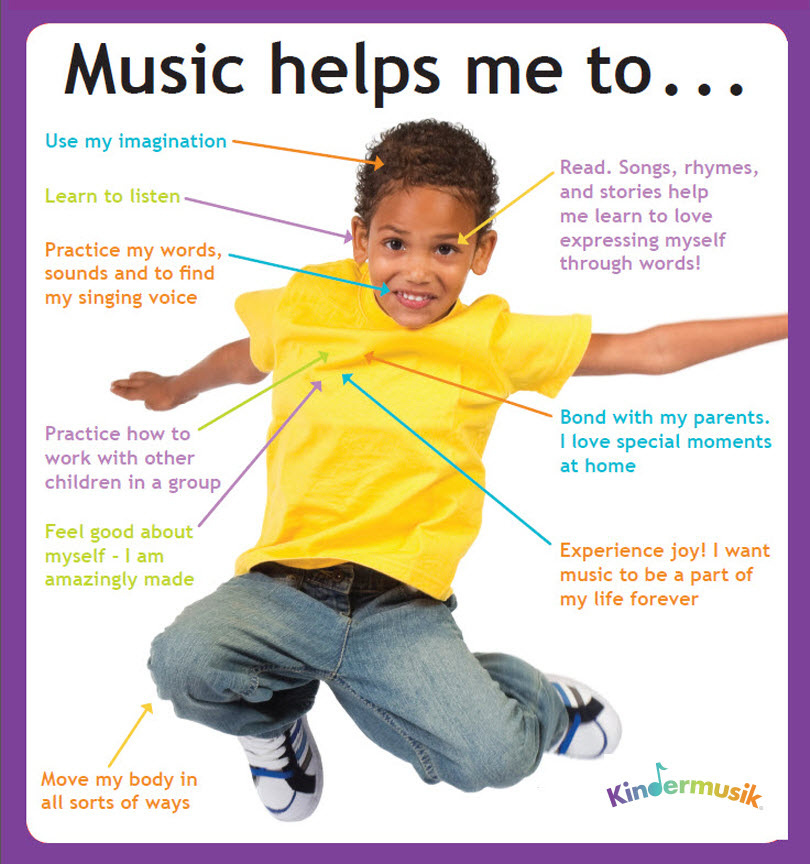 Music helps me to...
Use my imagination
Learn to listen
Practice my words,
sounds and to find
my singing voice
Read. Songs, rhymes,
and stories help
me learn to love
expressing myself
through words!
Practice how to
work with other
children in a group
Feel good about
myself - I am
amazingly made
Bond with my parents.
I love special moments
at home
Experience joy! I want
music to be a part of
my life forever
Move my body in
all sorts of ways
Kindermusik